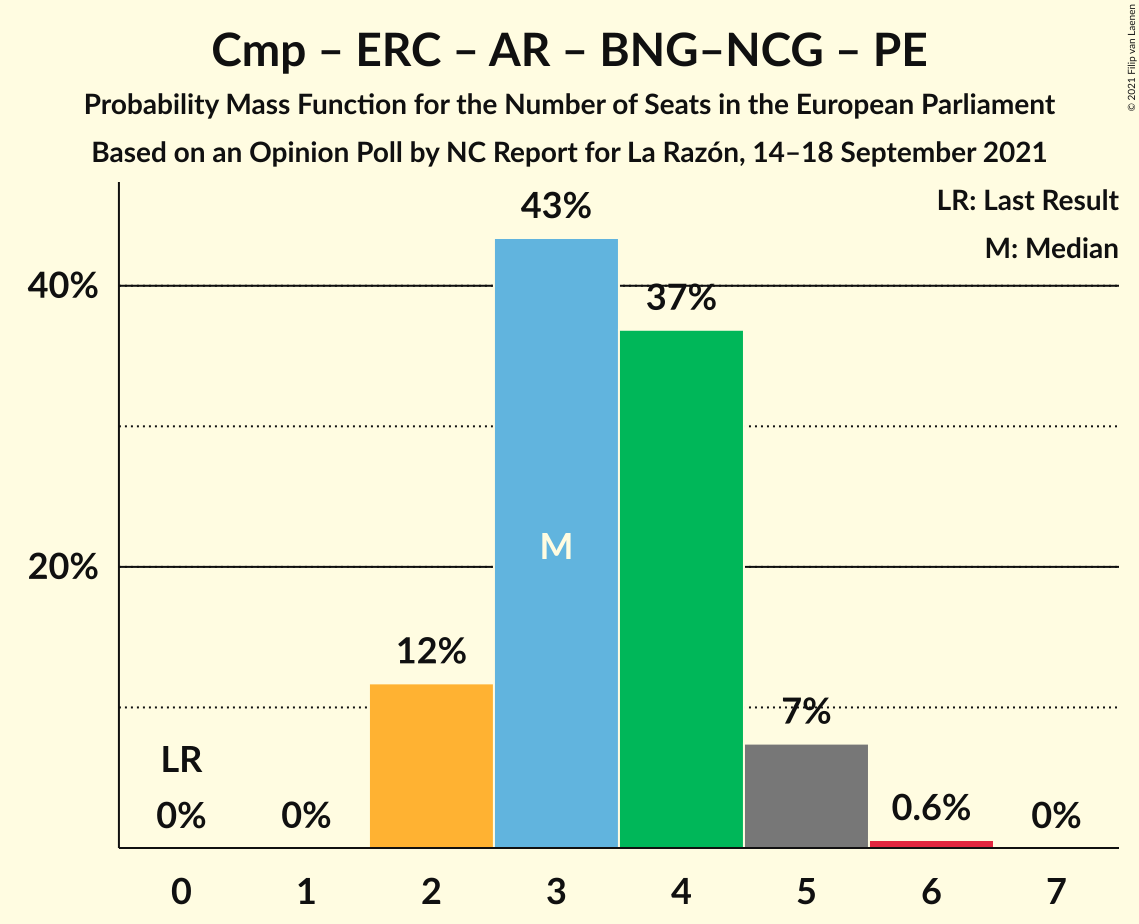 Cmp – ERC – AR – BNG–NCG – PE
Probability Mass Function for the Number of Seats in the European Parliament
Based on an Opinion Poll by NC Report for La Razón, 14–18 September 2021
© 2021 Filip van Laenen
LR: Last Result
M: Median
43%
40%
37%
M
20%
12%
7%
LR
0%
0%
0.6%
0%
0 1 2 3 4 5 6 7